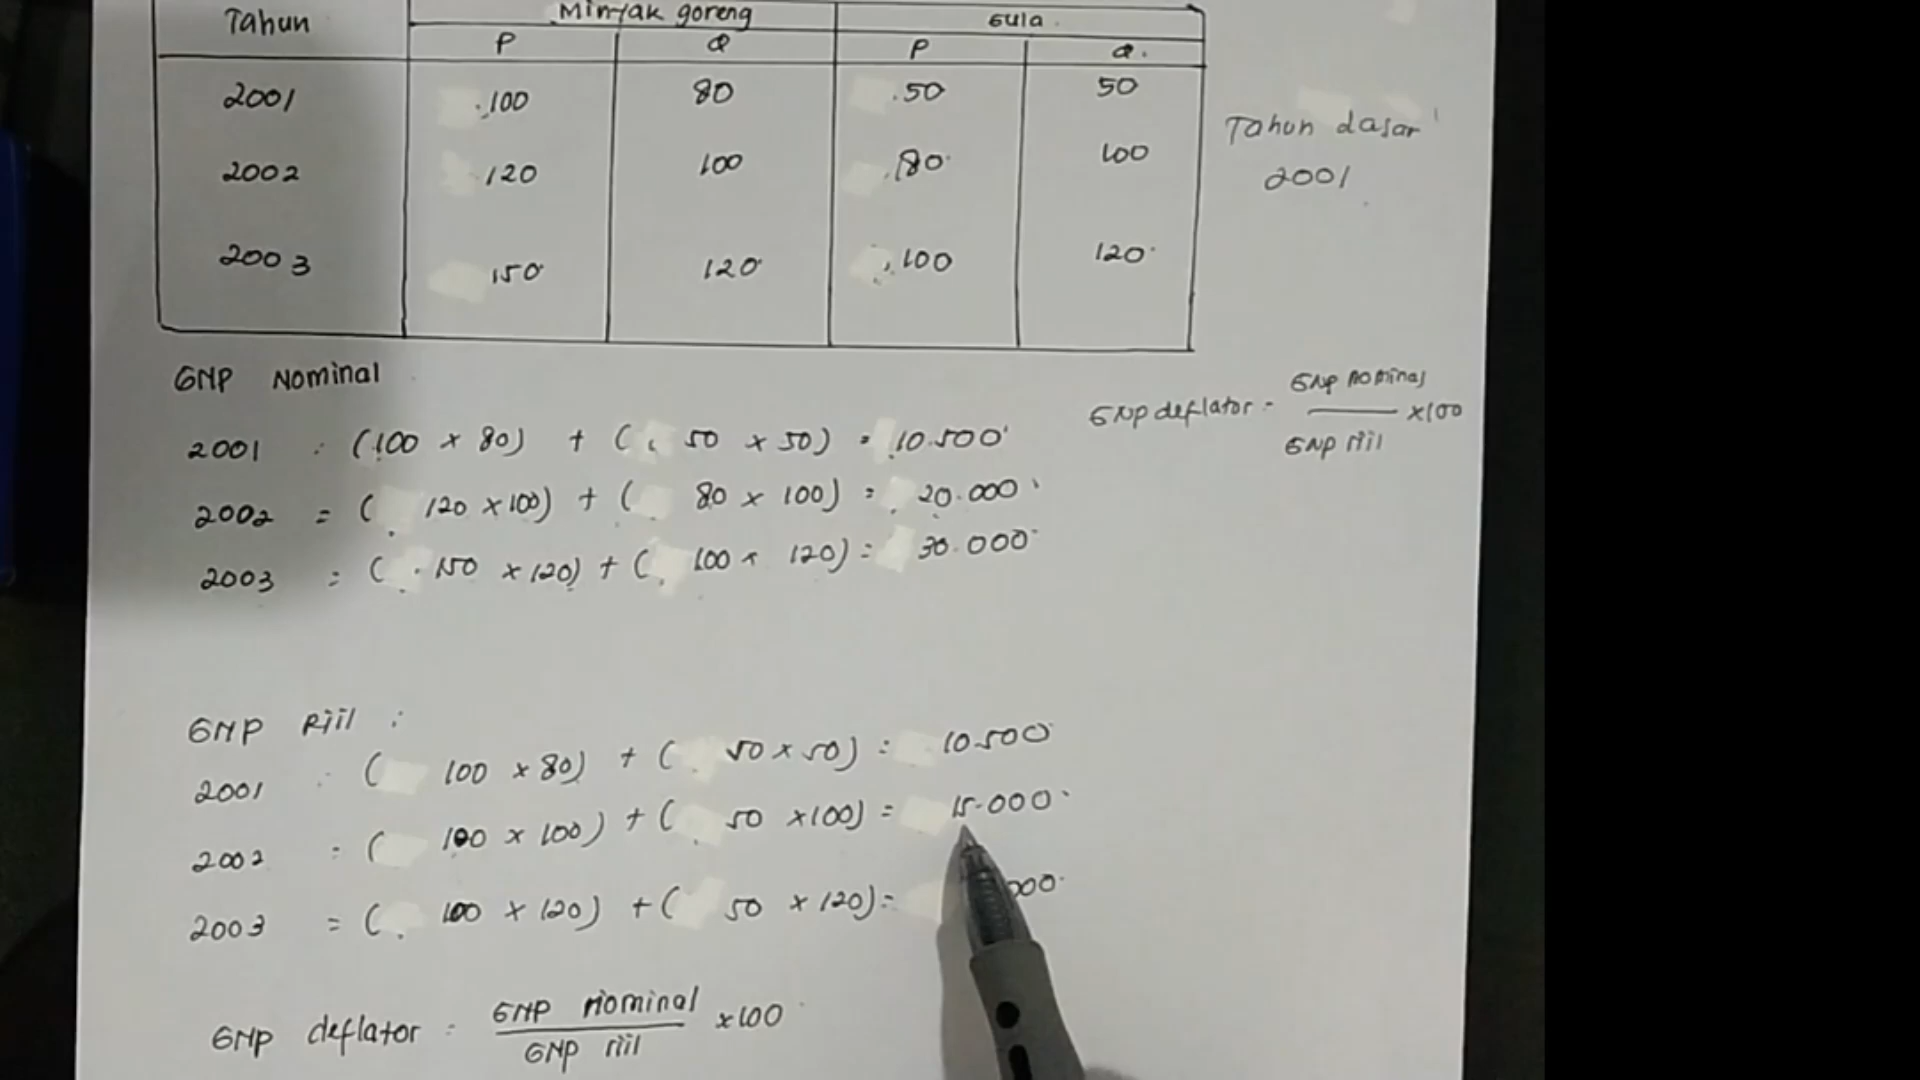 Tahun Minyak goreng Gula
P Q P Q.
2001 100 80 50 50
2002 120 100 80 100
2003 150 120 100 120
Tahun dasar
2001
GNP Nominal
2001 : (100 x 80) + (50 x 50) = 10.500
2002 = (120 x 100) + (80 x 100) = 20.000
2003 = (150 x 120) + (100 x 120) = 30.000
GNP deflator = GNP nominal
GNP riil x100
GNP Riil :
2001 : (100 x 80) + (50 x 50) = 10.500
2002 = (100 x 100) + (50 x 100) = 15.000
2003 = (100 x 120) + (50 x 120) = 000
GNP deflator = GNP nominal x100
GNP riil